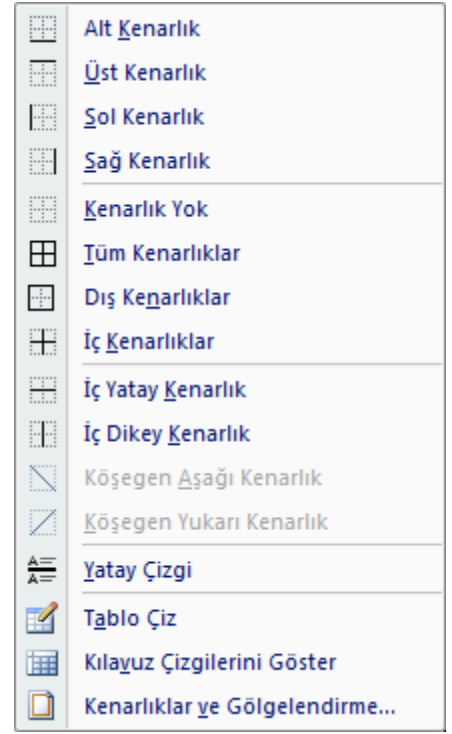 Alt Kenarlık
Üst Kenarlık
Sol Kenarlık
Sağ Kenarlık
Kenarlık Yok
Tüm Kenarlıklar
Dış Kenarlıklar
İç Kenarlıklar
İç Yatay Kenarlık
İç Dikey Kenarlık
Köşegen Aşağı Kenarlık
Köşegen Yukarı Kenarlık
Yatay Çizgi
Tablo Çiz
Kılavuz Çizgilerini Göster
Kenarlıklar ve Gölgelendirme...